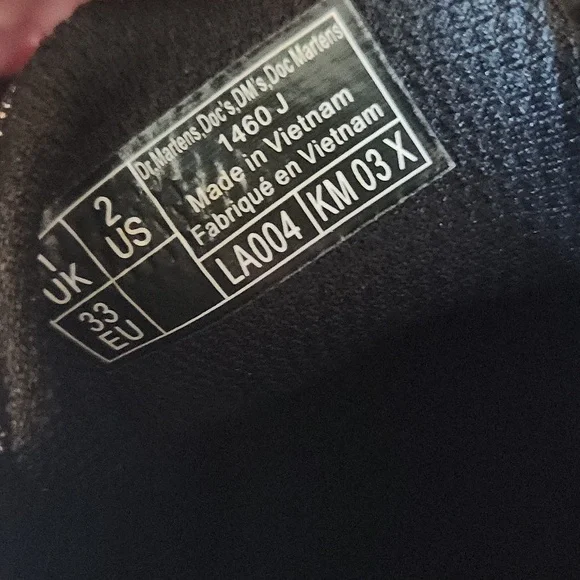 Dr.Martens,Doc's,DM's,Doc Martens
1460 J
Made in Vietnam
Fabriqué en Vietnam
LA004 KM 03 X
1 UK
2 US
33 EU